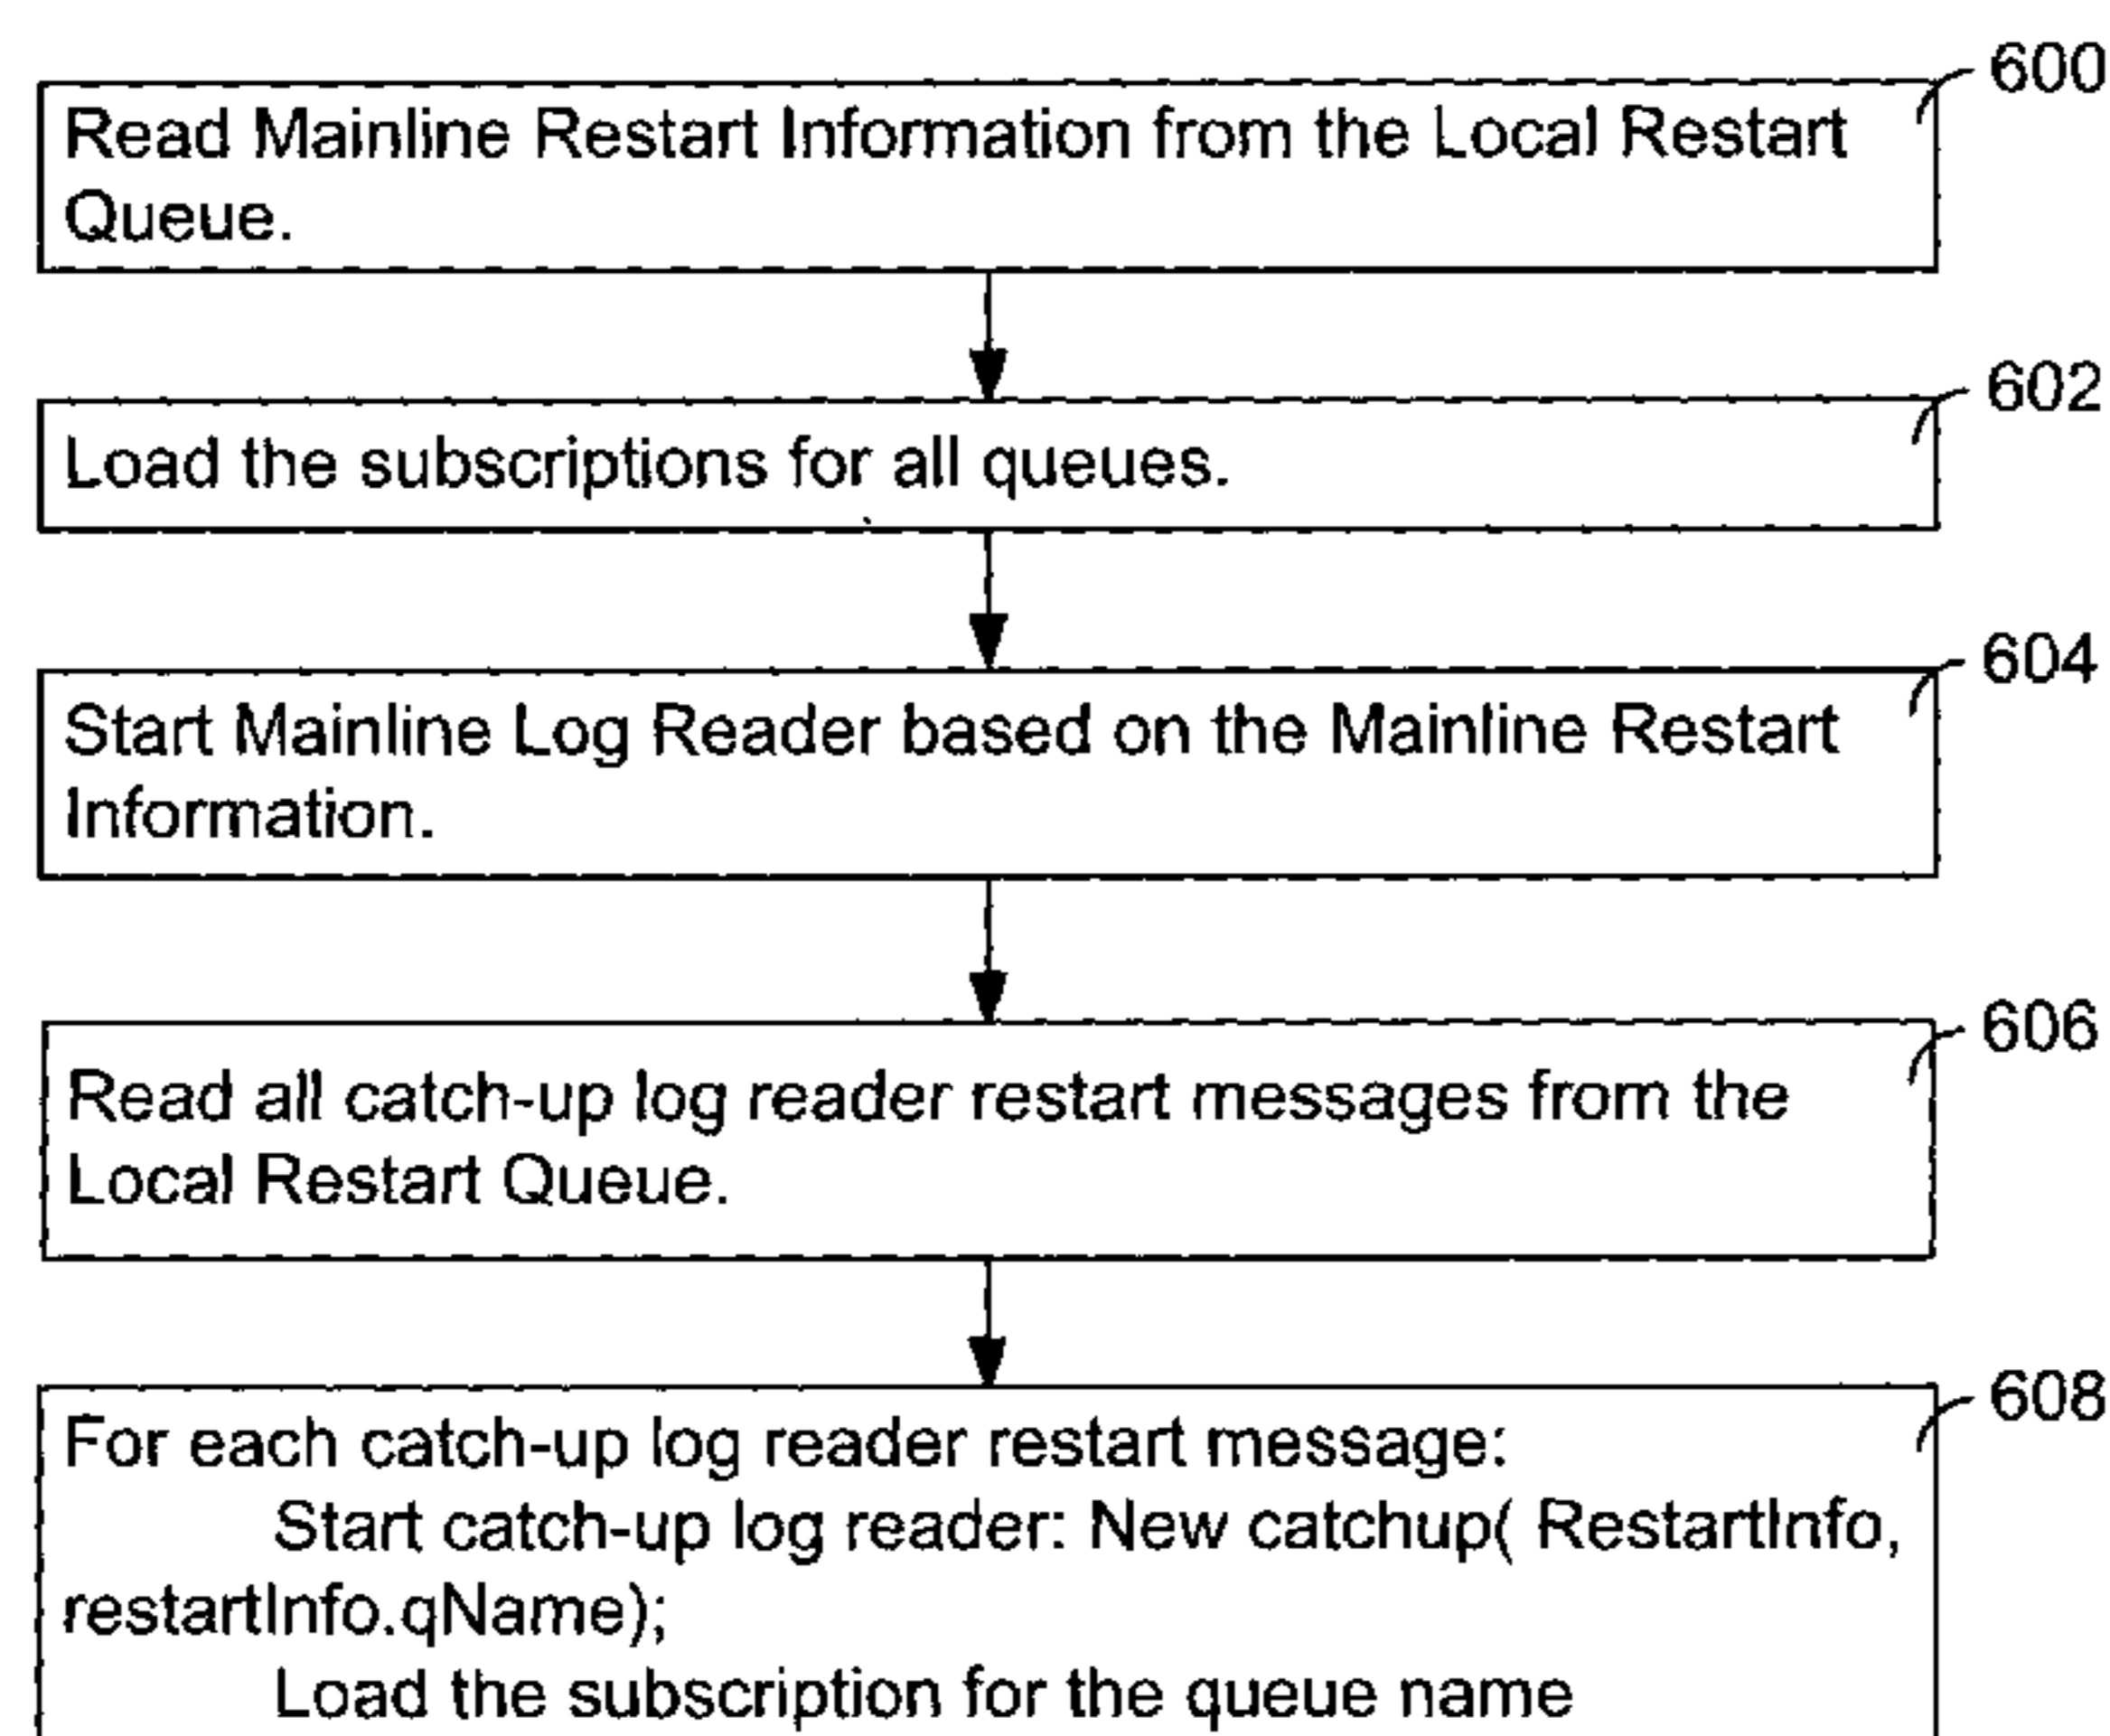 600
Read Mainline Restart Information from the Local Restart
Queue.
602
Load the subscriptions for all queues.
604
Start Mainline Log Reader based on the Mainline Restart
Information.
606
Read all catch-up log reader restart messages from the
Local Restart Queue.
608
For each catch-up log reader restart message:
Start catch-up log reader: New catchup( RestartInfo,
restartInfo.qName);
Load the subscription for the queue name